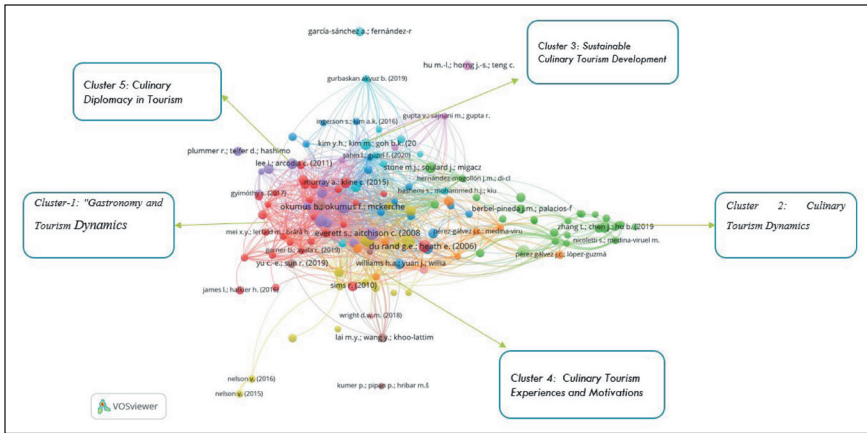 garcía-sánchez a.; fernández-r
Cluster 3: Sustainable
Culinary Tourism Development
hu m.-l.; horng j.-s.; teng c.
Cluster 5: Culinary
Diplomacy in Tourism
gurbaskan akyuz b. (2019)
ingerson s.; kim a.k. (2016)
gupta v.; sajnani m.; gupta r.
kim y.h.; kim m.; goh b.k. (20
plummer r.; telfer d.; hashimo
lee i.; arcodia c. (2011)
sahin i.; guzel f. (2020)
stone m.j.; soulard j.; migacz
hernández-mogollón j.m.; di-cl
gyimóthy s. (2017)
murray a.; kline c. (2015)
hashemi s.; mohammed h.j.; kiu
Cluster-1: "Gastronomy and
Tourism Dynamics
okumus b.; okumus f.; mckerche
berbel-pineda j.m.; palacios-f
Cluster 2: Culinary
Tourism Dynamics
everett s.; aitchison c. (2008
pérez-gálvez j.c.; medina-viru
zhang t.; chen j.; hu b. (2019
nicoletti s.; medina-viruel m.
du rand g.e.; heath e. (2006)
pérez gálvez j.c.; lópez-guzmá
yu c.-e.; sun r. (2019)
williams h.a.; yuan j.; willia
james l.; halkier h. (2016)
sims r. (2010)
wright d.w.m. (2018)
lai m.y.; wang y.; khoo-lattim
Cluster 4: Culinary Tourism
Experiences and Motivations
nelson v. (2016)
nelson v. (2015)
kumer p.; pipan p.; hribar m.š
VOSviewer